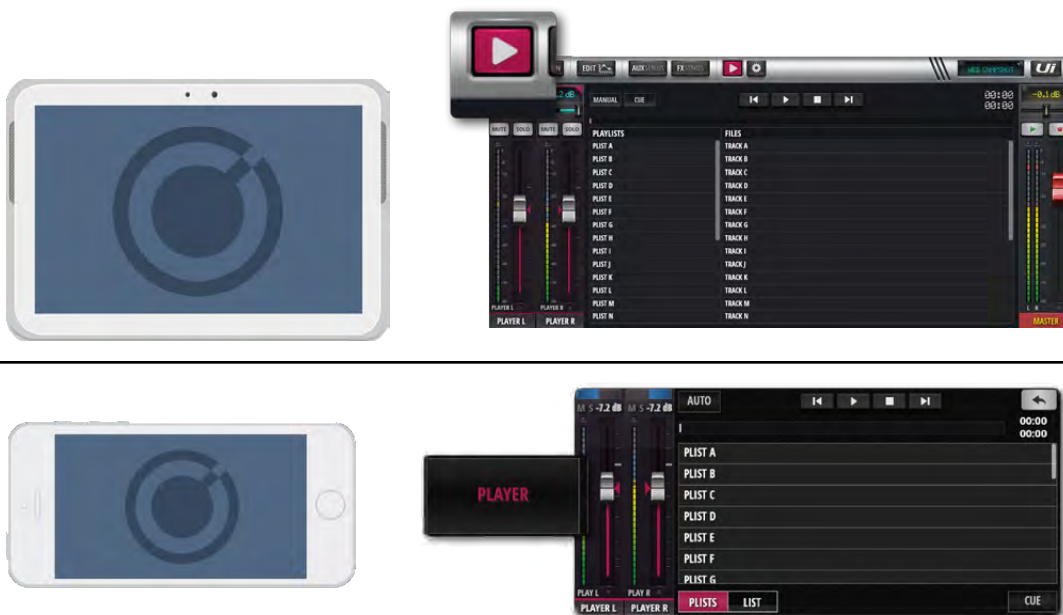 EDIT AUX SENDS FX SENDS WEB SNAPSHOT Ui
.2 dB MANUAL CUE 00:00 -0.1 dB
00:00
MUTE SOLO MUTE SOLO PLAYLISTS FILES
PLIST A TRACK A
PLIST B TRACK B
PLIST C TRACK C
PLIST D TRACK D
PLIST E TRACK E
PLIST F TRACK F
PLIST G TRACK G
PLIST H TRACK H
PLIST I TRACK I
PLIST J TRACK J
PLIST K TRACK K
PLIST L TRACK L
PLIST M TRACK M
PLAYER L PLAYER R PLIST N TRACK N L R
PLAYER L PLAYER R MASTER
M S -7.2 dB M S -7.2 dB AUTO
00:00
00:00
PLIST A
PLIST B
PLAYER
PLIST C
PLIST D
PLIST E
PLIST F
PLIST G
PLAY L PLAY R
PLAYER L PLAYER R PLISTS LIST CUE